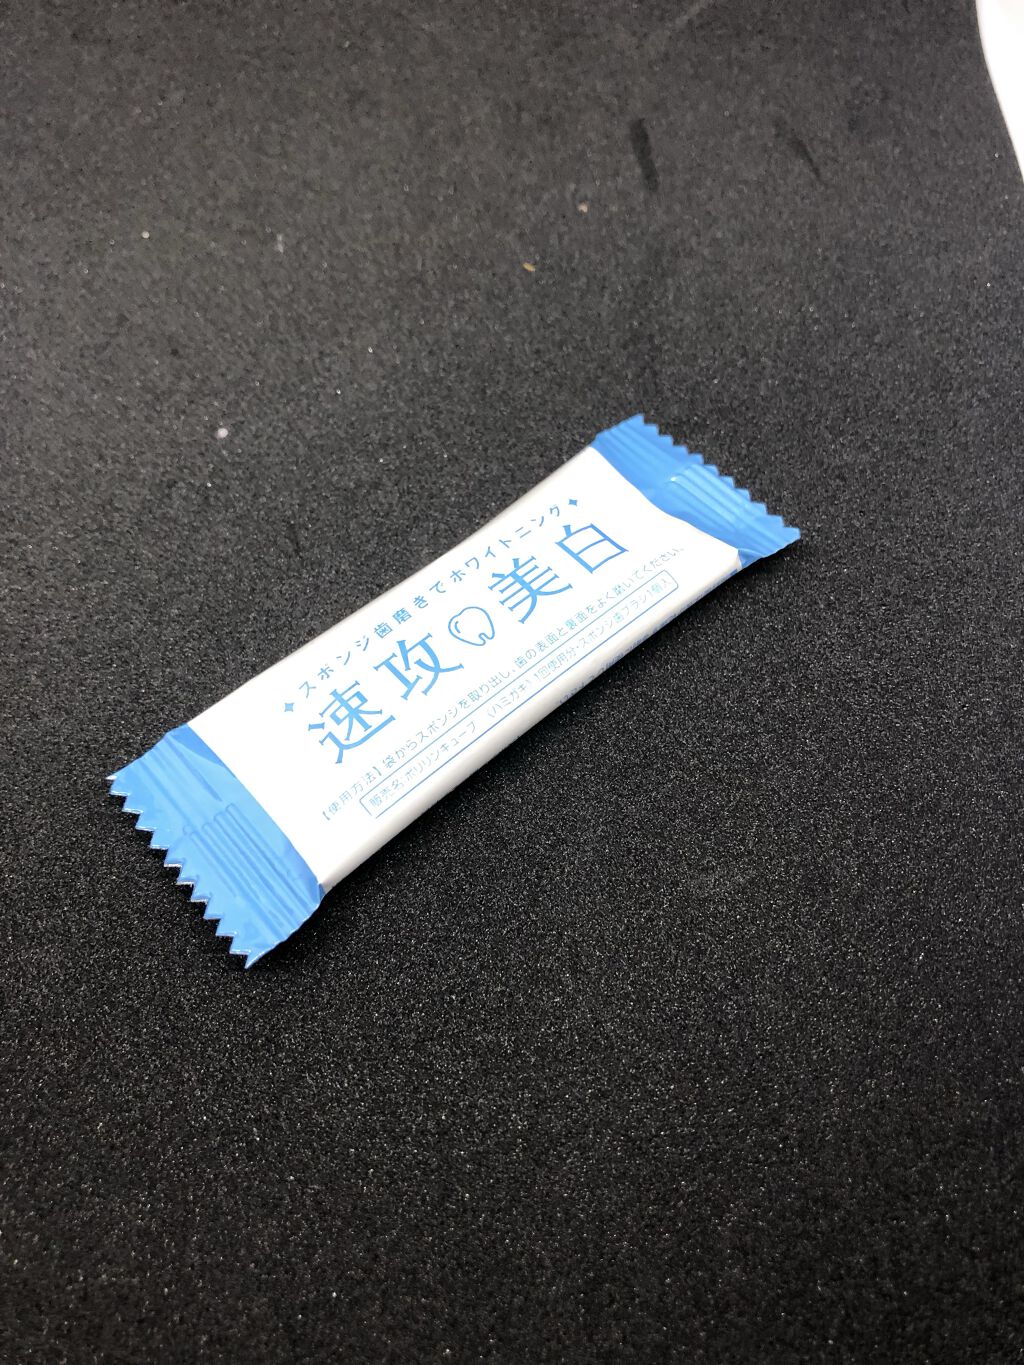 スポンジ歯磨きでホワイトニング
速攻美白
【使用方法】袋からスポンジを取り出し、歯の表面と裏面をよく磨いてください。
販売名 ポリリンキューブ 〈ハミガキ〉1回使用分・スポンジ歯ブラシ1個入